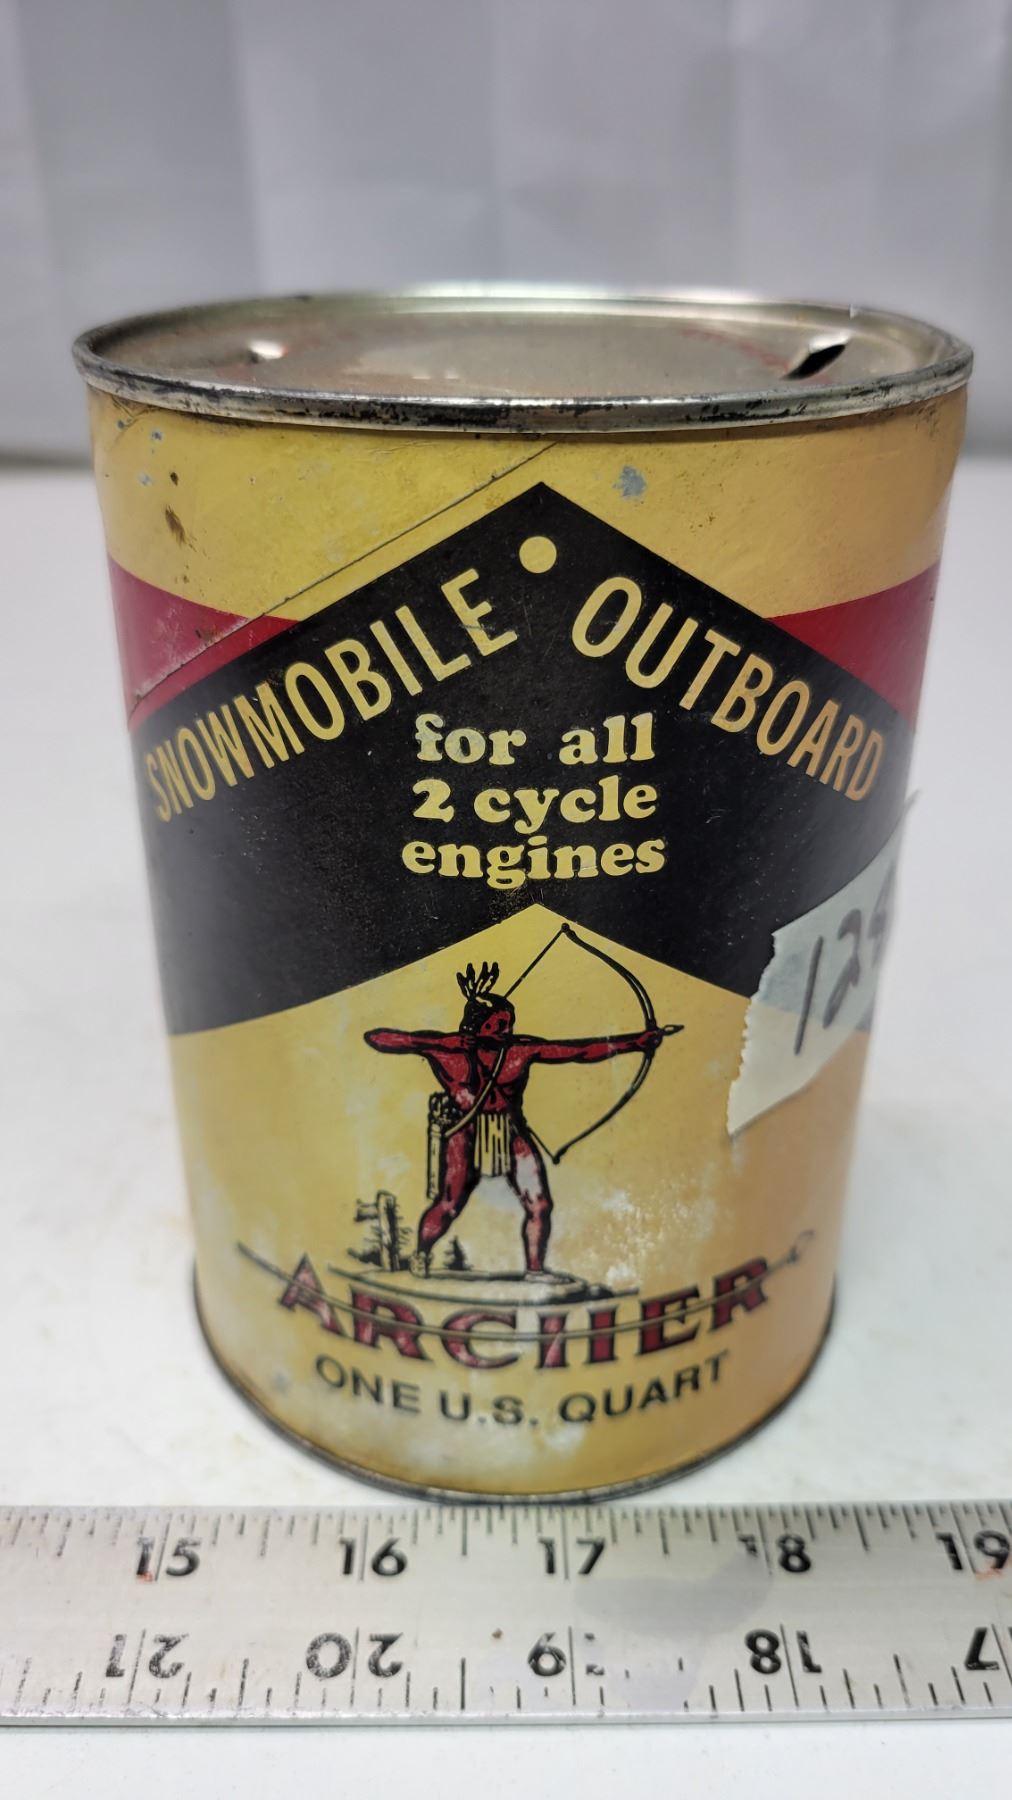 SNOWMOBILE • OUTBOARD
for all
2 cycle
engines
ARCHER
ONE U.S. QUART
15 16 17 18 19
21 20 19 18